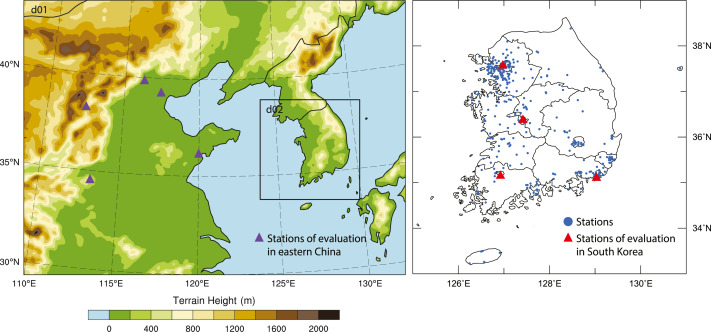 d01
40°N
35°N
30°N
d02
Stations of evaluation
in eastern China
110°E
115°E
120°E
125°E
130°E
Terrain Height (m)
0
400
800
1200
1600
2000
38°N
36°N
34°N
Stations
Stations of evaluation
in South Korea
126°E
128°E
130°E